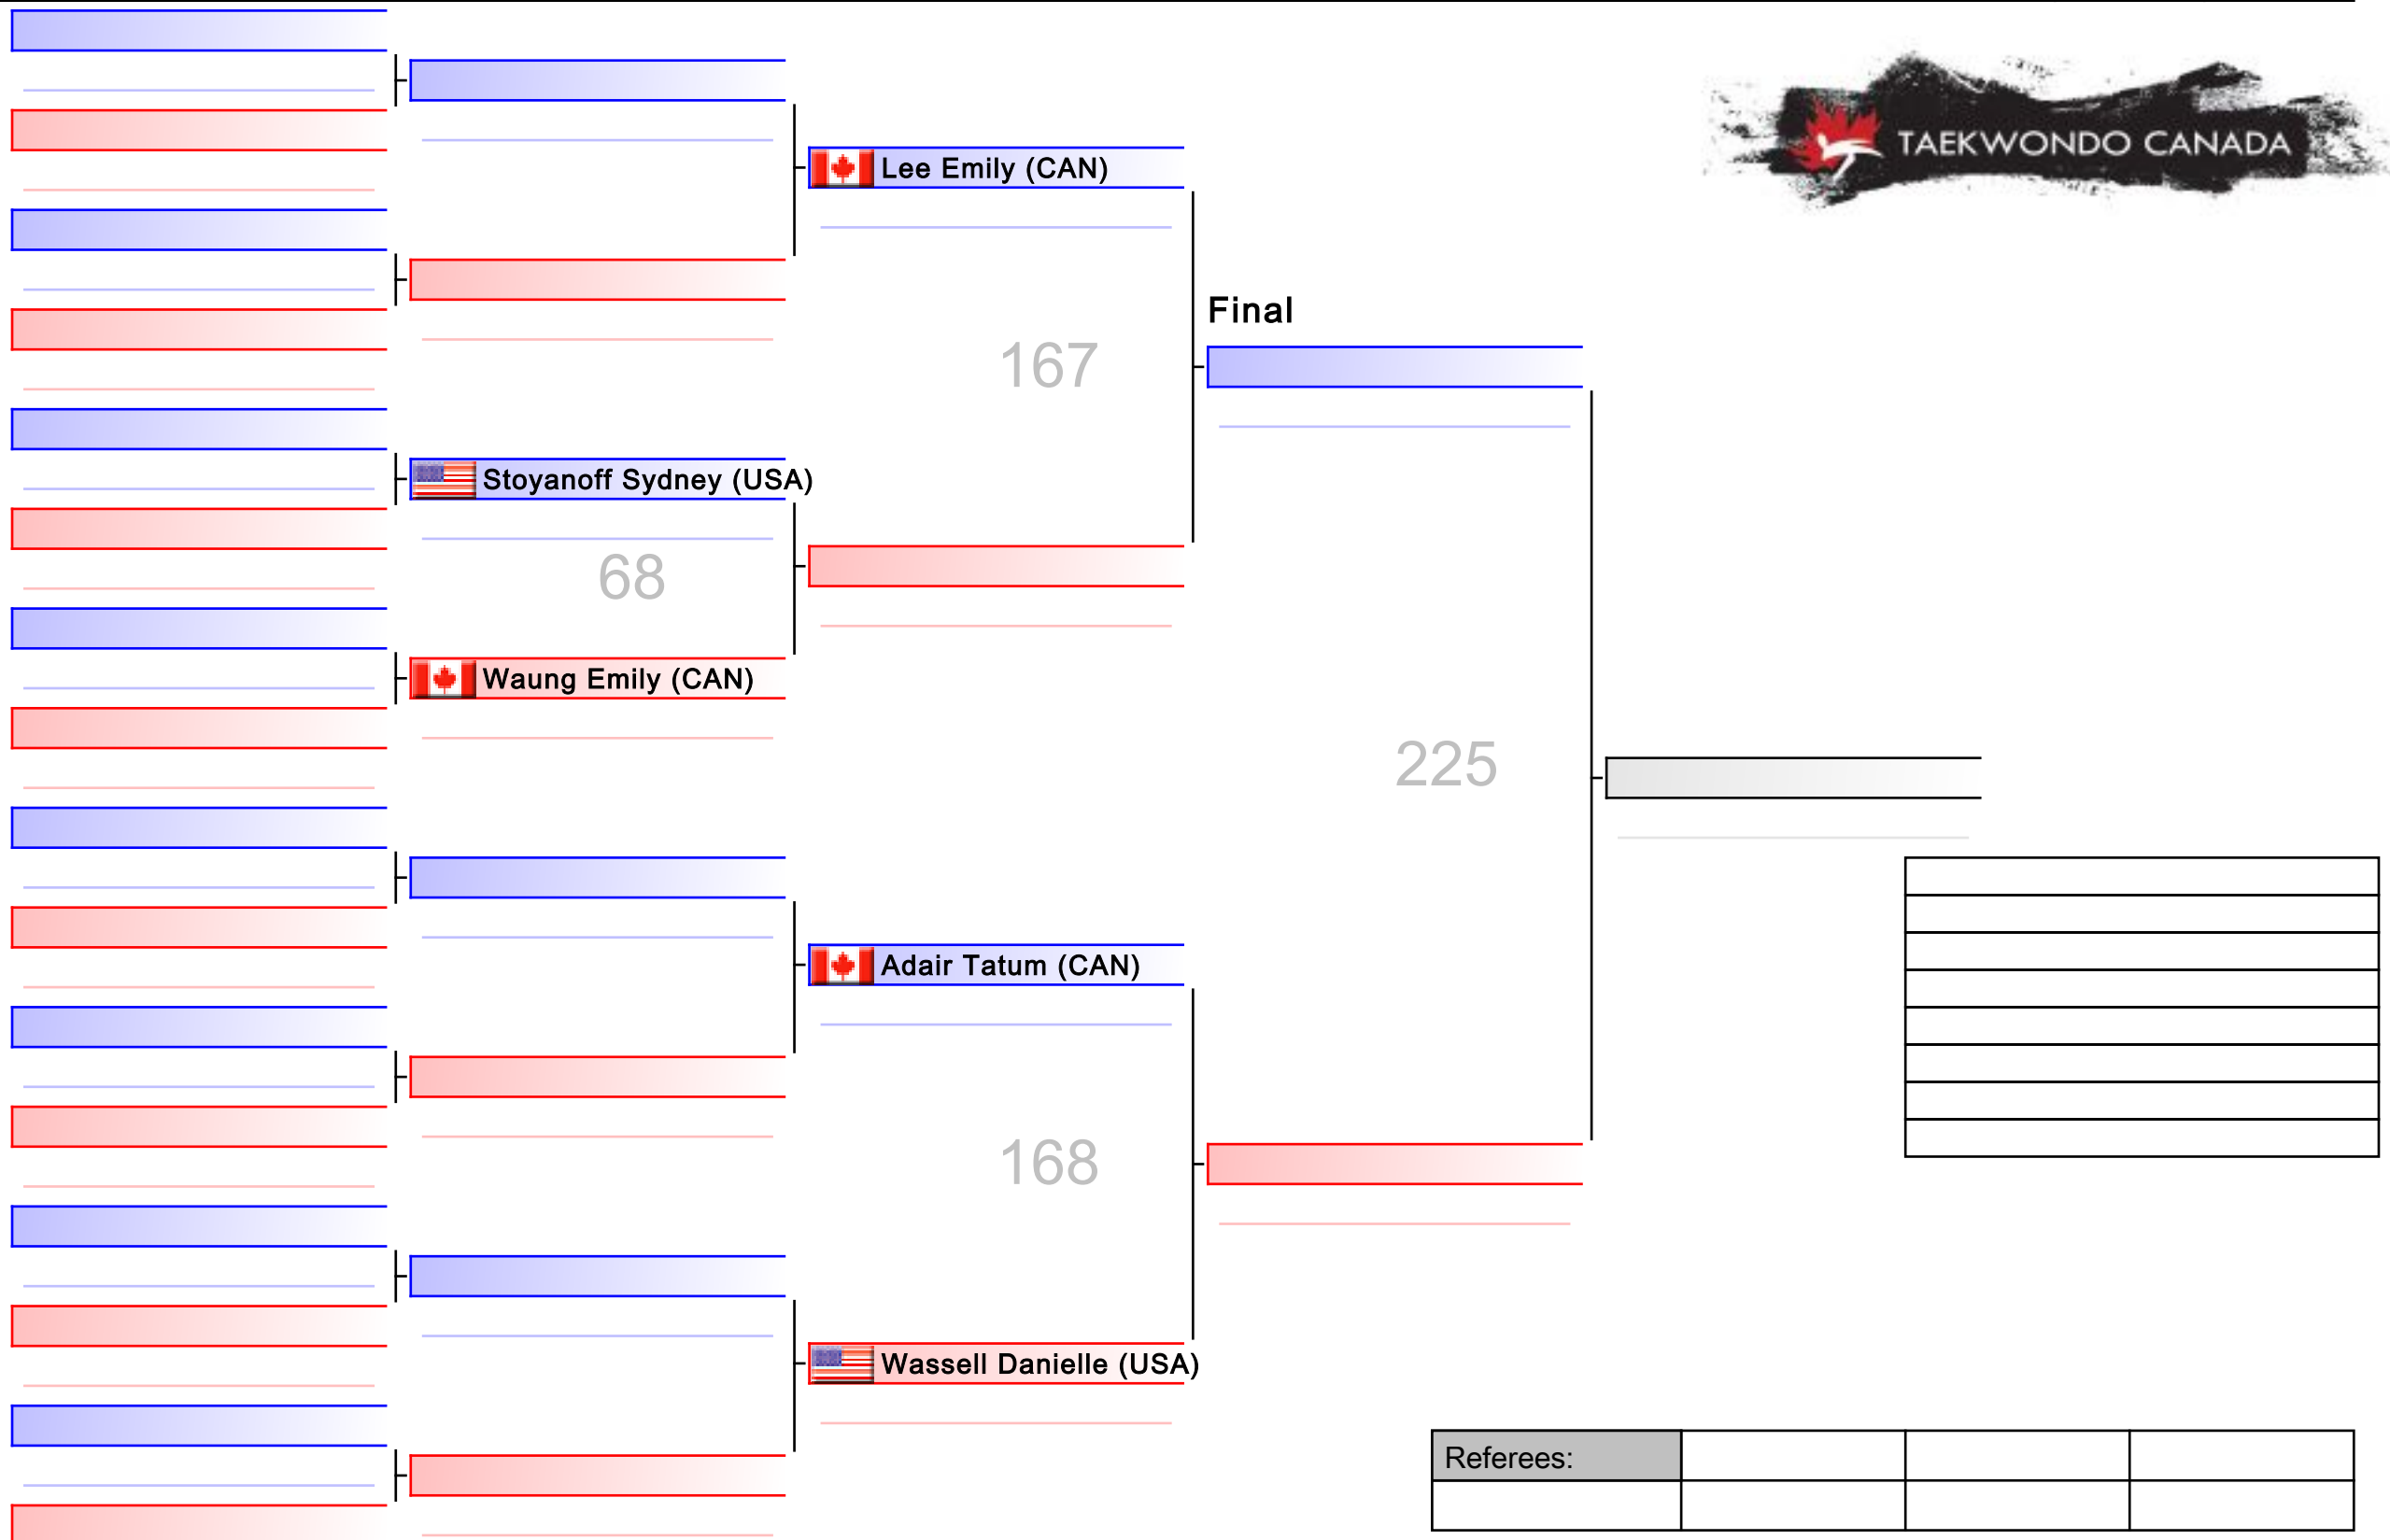 TAEKWONDO CANADA
Lee Emily (CAN)
Final
167
Stoyanoff Sydney (USA)
68
Waung Emily (CAN)
225
Adair Tatum (CAN)
168
Wassell Danielle (USA)
Referees: